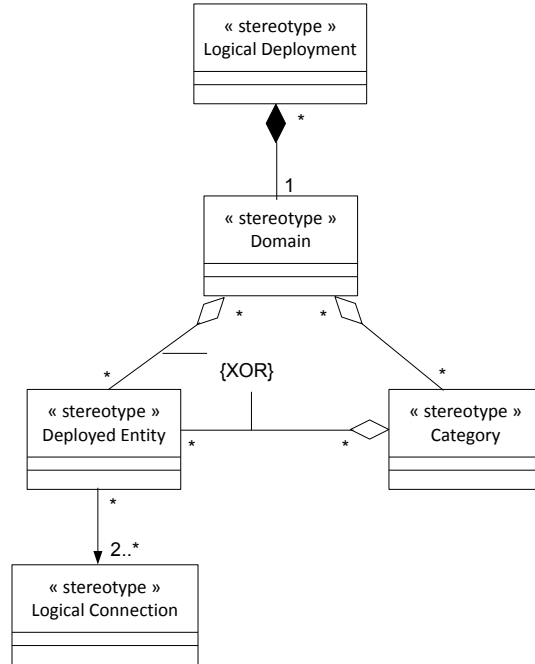 « stereotype »
Logical Deployment
*
1
« stereotype »
Domain
* *
{XOR}
* *
« stereotype »
Deployed Entity
« stereotype »
Category
* *
*
2..*
« stereotype »
Logical Connection